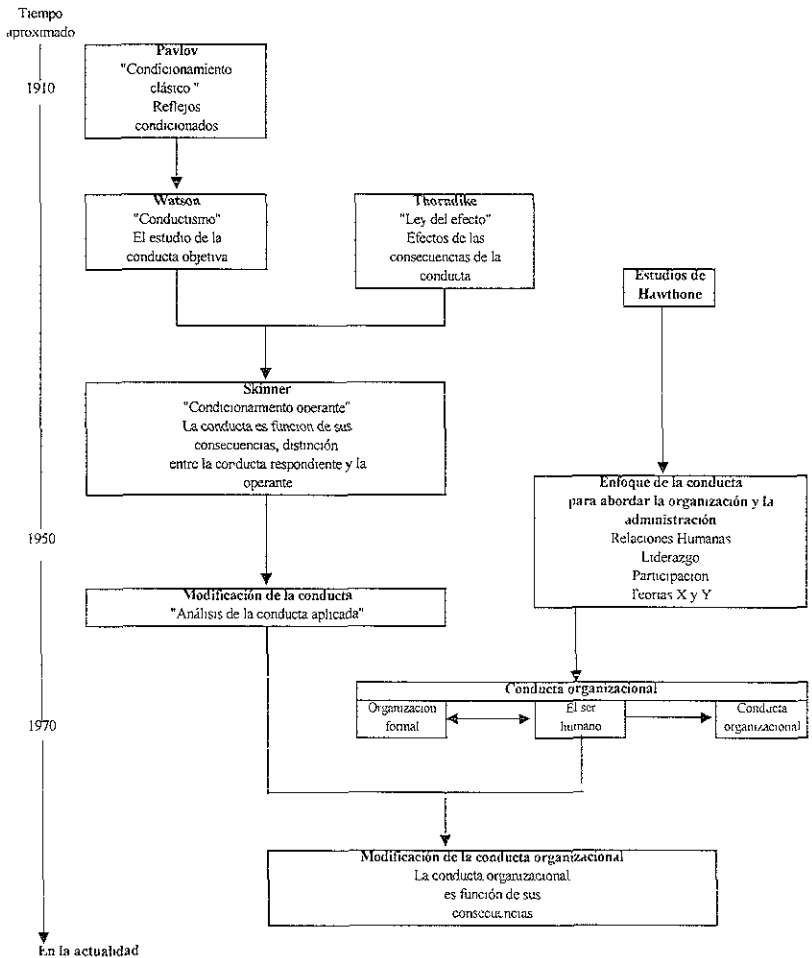 Tiempo
aproximado
1910
Pavlov
"Condicionamiento
clásico "
Reflejos
condicionados
Watson
"Conductismo"
El estudio de la
conducta objetiva
Thorndike
"Ley del efecto"
Efectos de las
consecuencias de la
conducta
Estudios de
Hawthone
Skinner
"Condicionamiento operante"
La conducta es función de sus
consecuencias, distinción
entre la conducta respondiente y la
operante
Enfoque de la conducta
para abordar la organización y la
administración
Relaciones Humanas
Liderazgo
Participacion
Teorias X y Y
1950
Modificación de la conducta
"Análisis de la conducta aplicada"
Conducta organizacional
Organizacion
formal
El ser
humano
Conducta
organizacional
1970
Modificación de la conducta organizacional
La conducta organizacional
es función de sus
consecuencias
En la actualidad